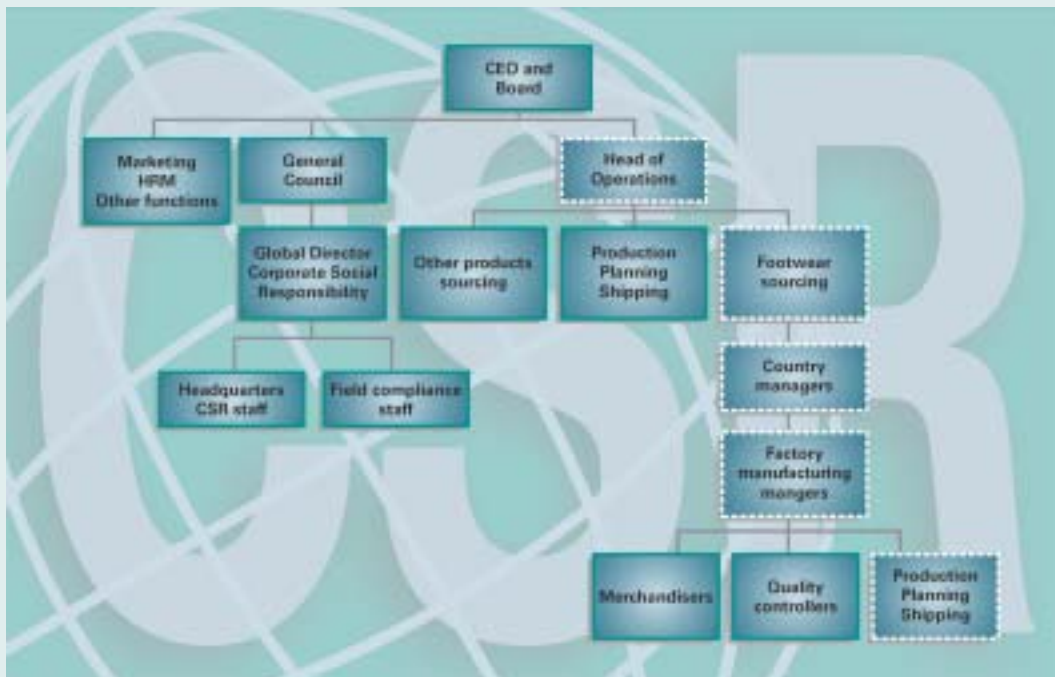 CSR
CEO and
Board
Marketing
HRM
Other functions
General
Council
Head of
Operations
Global Director
Corporate Social
Responsibility
Other products
sourcing
Production
Planning
Shipping
Footwear
sourcing
Headquarters
CSR staff
Field compliance
staff
Country
managers
Factory
manufacturing
mangers
Merchandisers
Quality
controllers
Production
Planning
Shipping